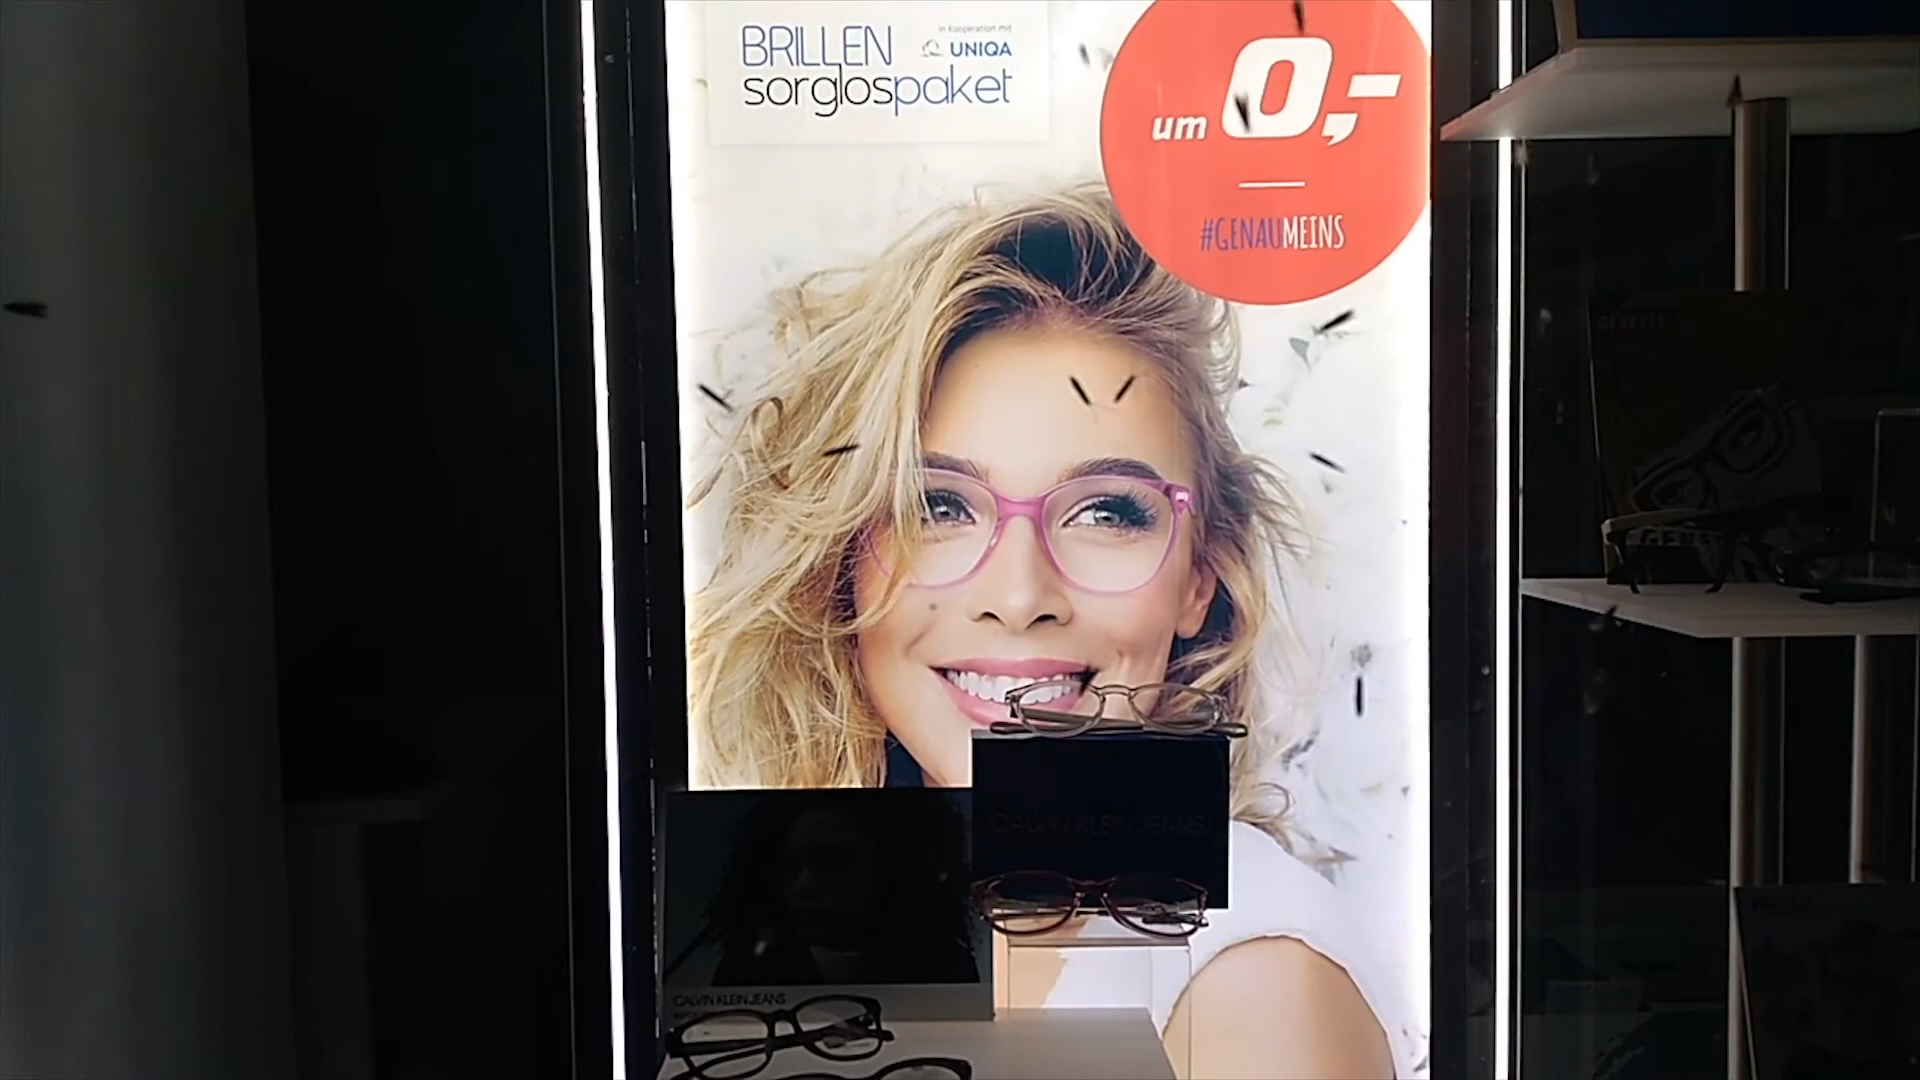 BRILLEN
in Kooperation mit
UNIQA
sorglospaket
um 0,-
#GENAUMEINS
CALVIN KLEIN JEANS
CALVIN KLEIN JEANS